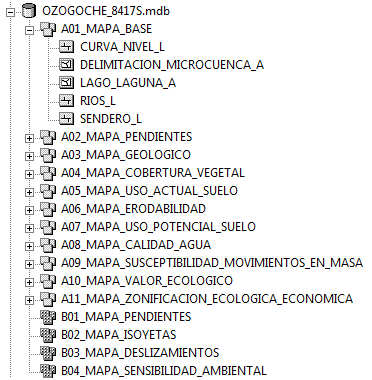 OZOGOCHE_8417S.mdb
A01_MAPA_BASE
CURVA_NIVEL_L
DELIMITACION_MICROCUENCA_A
LAGO_LAGUNA_A
RIOS_L
SENDERO_L
A02_MAPA_PENDIENTES
A03_MAPA_GEOLOGICO
A04_MAPA_COBERTURA_VEGETAL
A05_MAPA_USO_ACTUAL_SUELO
A06_MAPA_ERODABILIDAD
A07_MAPA_USO_POTENCIAL_SUELO
A08_MAPA_CALIDAD_AGUA
A09_MAPA_SUSCEPTIBILIDAD_MOVIMIENTOS_EN_MASA
A10_MAPA_VALOR_ECOLOGICO
A11_MAPA_ZONIFICACION_ECOLOGICA_ECONOMICA
B01_MAPA_PENDIENTES
B02_MAPA_ISOYETAS
B03_MAPA_DESLIZAMIENTOS
B04_MAPA_SENSIBILIDAD_AMBIENTAL